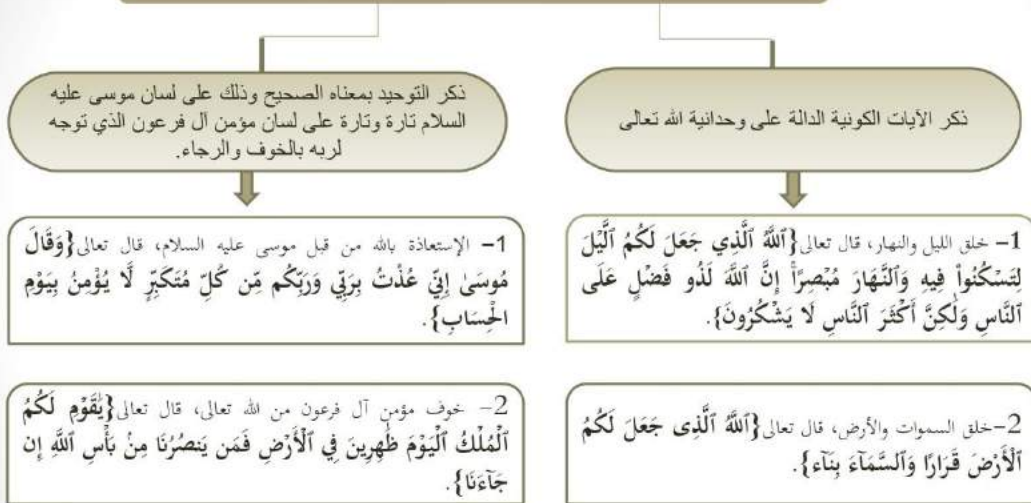 ذكر الآيات الكونية الدالة على وحدانية الله تعالى
1– خلق الليل والنهار، قال تعالى{ٱللَّهُ ٱلَّذِي جَعَلَ لَكُمُ ٱلَّيْلَ
لِتَسْكُنُواْ فِيهِ وَٱلنَّهَارَ مُبْصِرًاۚ إِنَّ ٱللَّهَ لَذُو فَضْلٍ عَلَى
ٱلنَّاسِ وَلَٰكِنَّ أَكْثَرَ ٱلنَّاسِ لَا يَشْكُرُونَ}.
2–خلق السموات والأرض، قال تعالى{ٱللَّهُ ٱلَّذِى جَعَلَ لَكُمُ
ٱلْأَرْضَ قَرَارًا وَٱلسَّمَآءَ بِنَآء}.
ذكر التوحيد بمعناه الصحيح وذلك على لسان موسى عليه
السلام تارة وتارة على لسان مؤمن آل فرعون الذي توجه
لربه بالخوف والرجاء.
1– الإستعاذة بالله من قبل موسى عليه السلام، قال تعالى{وَقَالَ
مُوسَىٰ إِنِّي عُذْتُ بِرَبِّي وَرَبِّكُم مِّن كُلِّ مُتَكَبِّرٍ لَّا يُؤْمِنُ بِيَوْمِ
الْحِسَابِ}.
2– خوف مؤمن آل فرعون من الله تعالى، قال تعالى{يَٰقَوْمِ لَكُمُ
ٱلْمُلْكُ ٱلْيَوْمَ ظَٰهِرِينَ فِي ٱلْأَرْضِ فَمَن يَنصُرُنَا مِنۢ بَأْسِ ٱللَّهِ إِن
جَآءَنَا}.